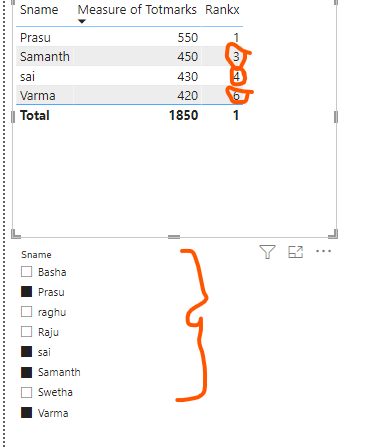 Sname Measure of Totmarks Rankx
Prasu 550 1
Samanth 450 3
sai 430 4
Varma 420 6
Total 1850 1
Sname
Basha
Prasu
raghu
Raju
sai
Samanth
Swetha
Varma